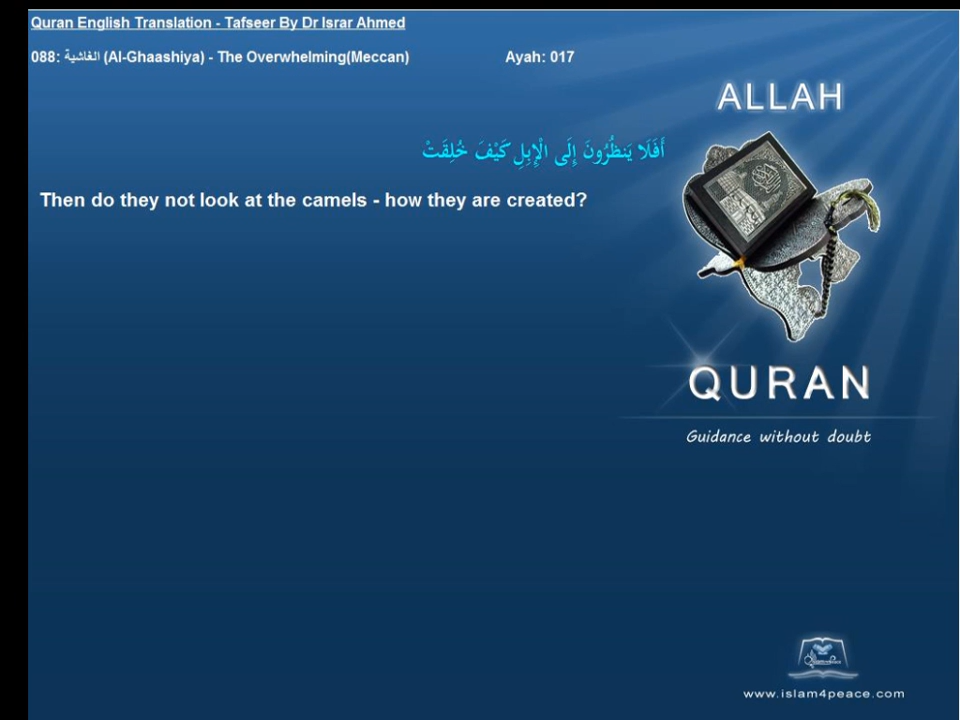 Quran English Translation - Tafseer By Dr Israr Ahmed
088: الغاشية (Al-Ghaashiya) - The Overwhelming(Meccan) Ayah: 017
أَفَلَا يَنظُرُونَ إِلَى الْإِبِلِ كَيْفَ خُلِقَتْ
Then do they not look at the camels - how they are created?
ALLAH
QURAN
Guidance without doubt
www.islam4peace.com